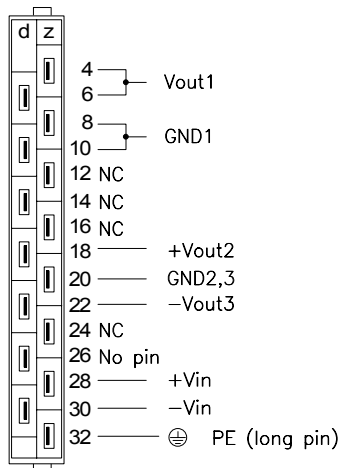 d z
4
Vout1
6
8
GND1
10
12 NC
14 NC
16 NC
18 +Vout2
20 GND2,3
22 −Vout3
24 NC
26 No pin
28 +Vin
30 −Vin
32 PE (long pin)